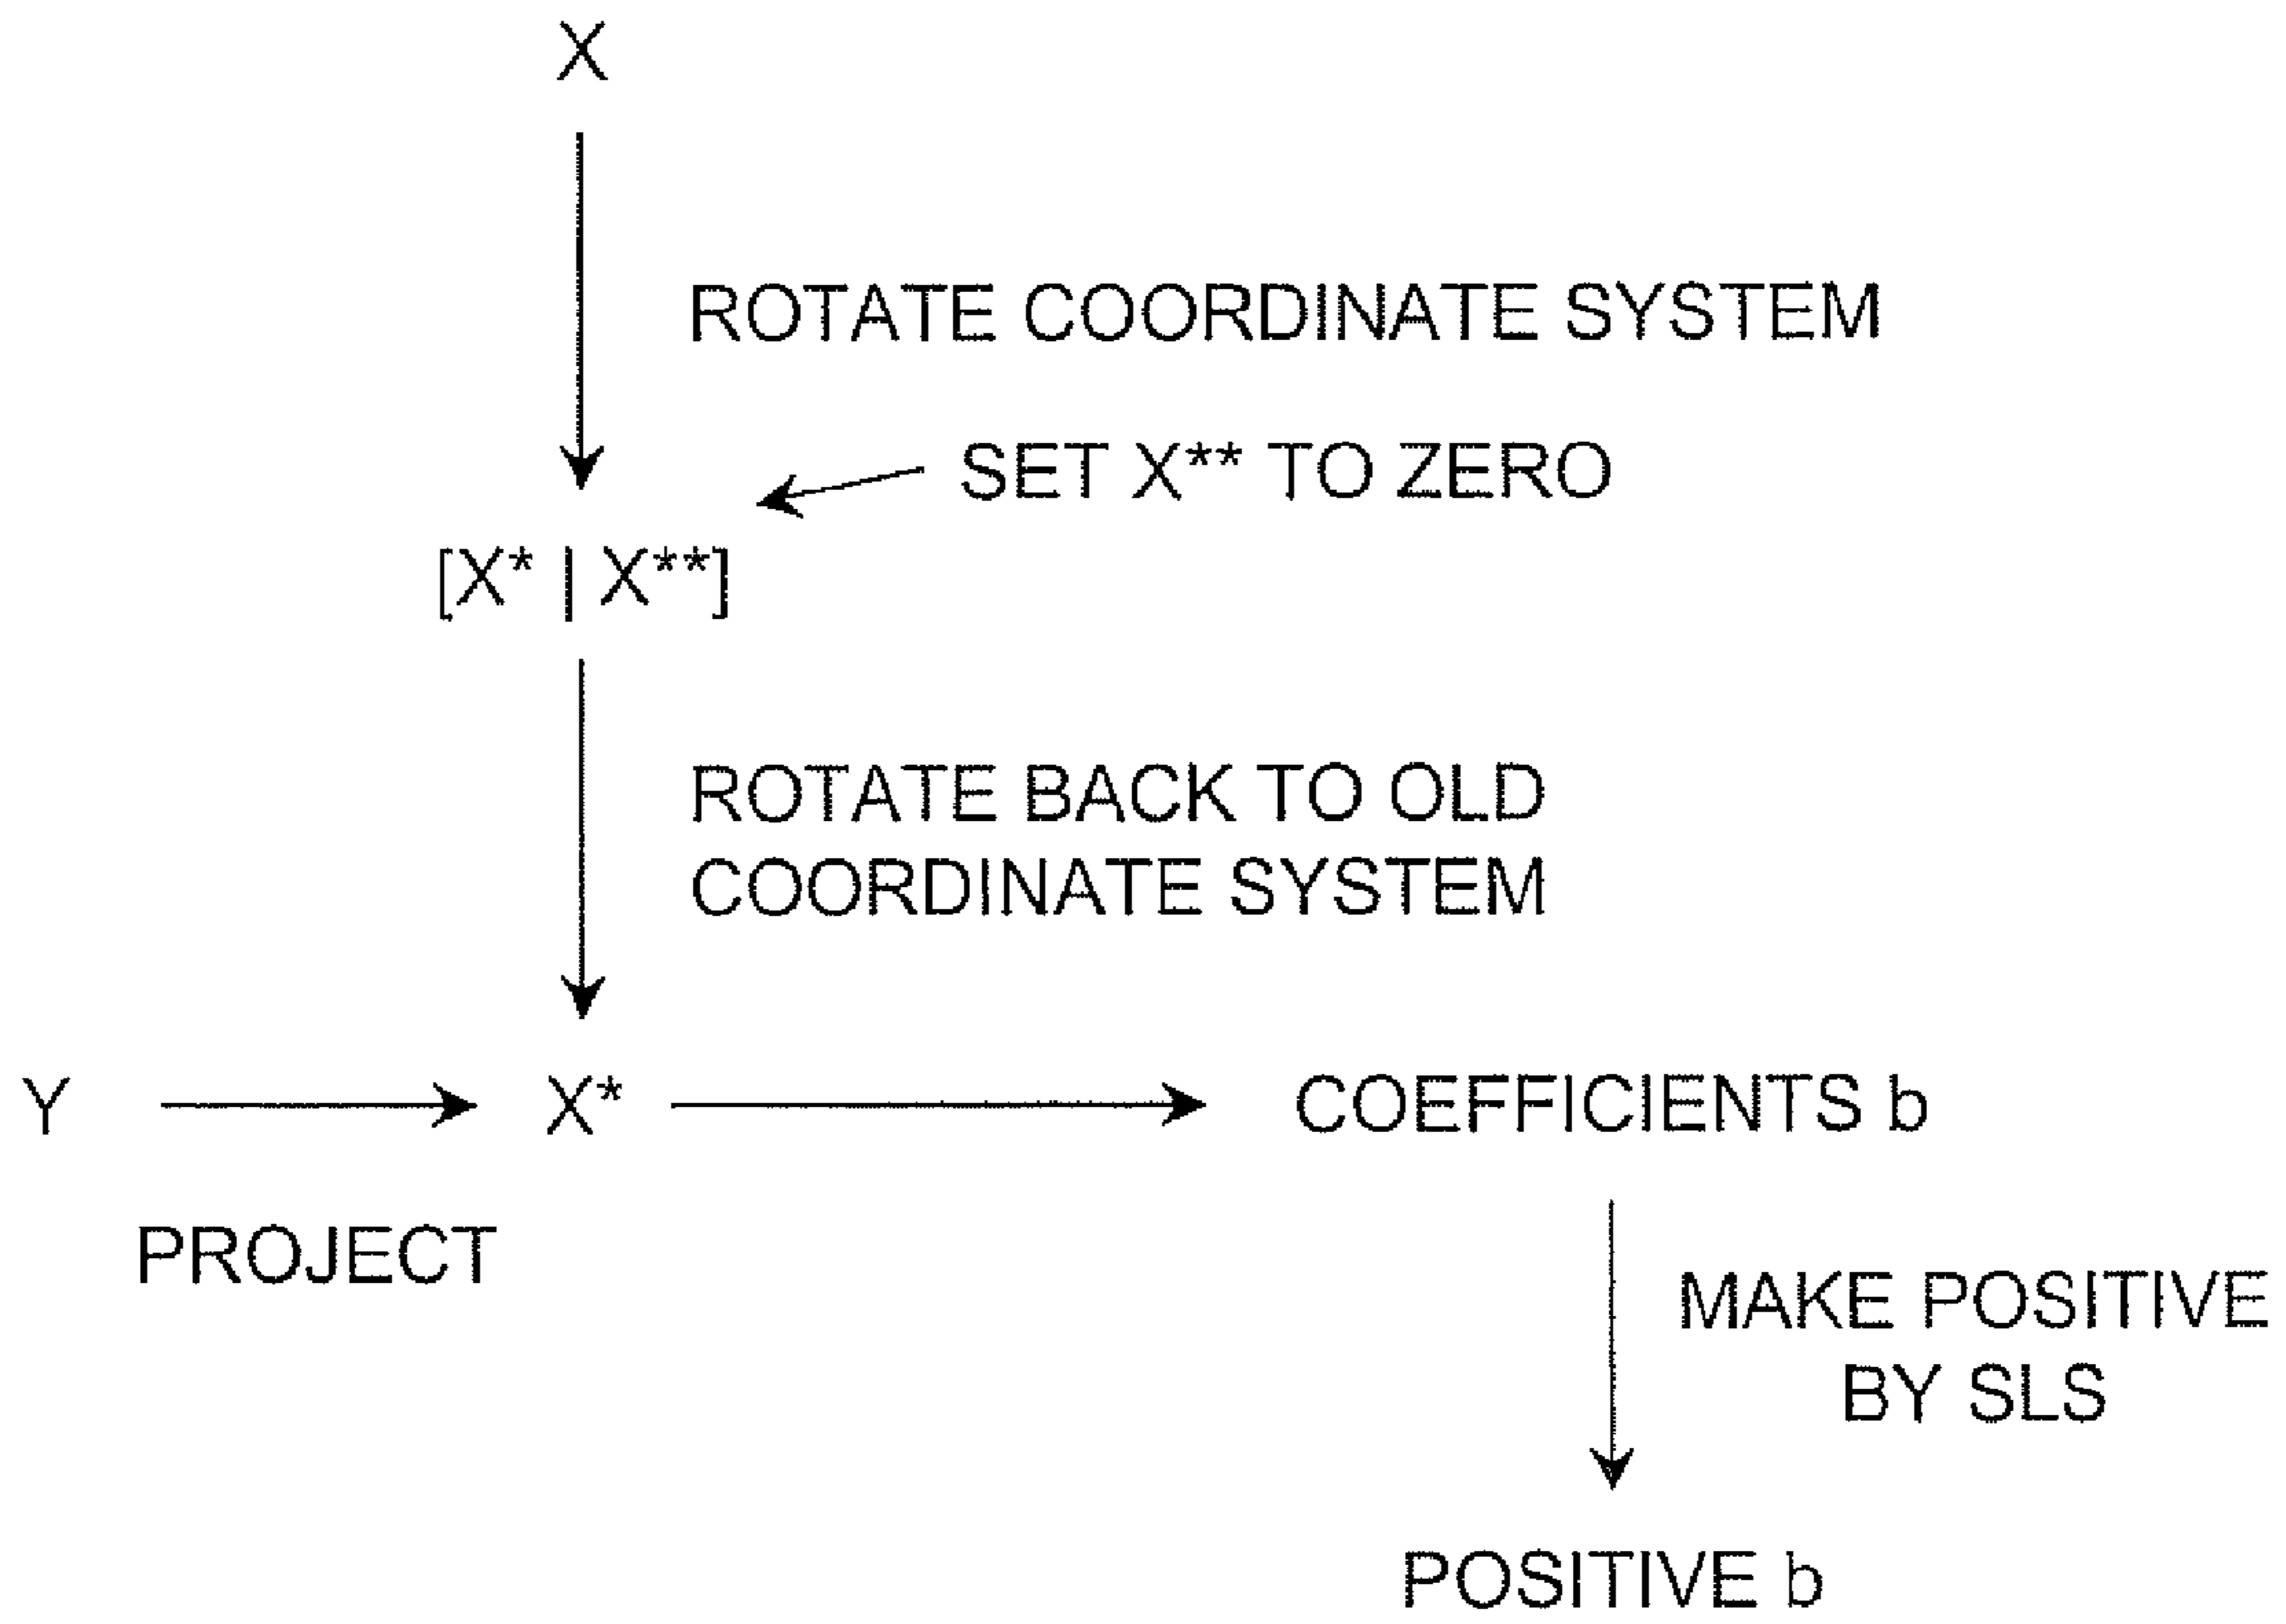 X
ROTATE COORDINATE SYSTEM
SET X** TO ZERO
[X* | X**]
ROTATE BACK TO OLD
COORDINATE SYSTEM
Y X* COEFFICIENTS b
PROJECT
MAKE POSITIVE
BY SLS
POSITIVE b